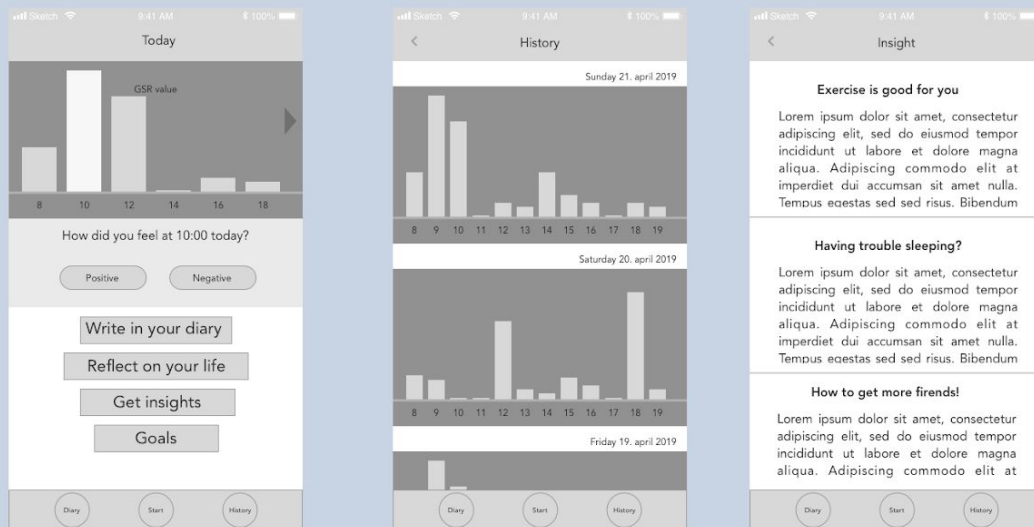 Sketch 9:41 AM 100%
Today
GSR value
8 10 12 14 16 18
How did you feel at 10:00 today?
Positive Negative
Write in your diary
Reflect on your life
Get insights
Goals
Diary Start History
Sketch 9:41 AM 100%
History
Sunday 21. april 2019
8 9 10 11 12 13 14 15 16 17 18 19
Saturday 20. april 2019
8 9 10 11 12 13 14 15 16 17 18 19
Friday 19. april 2019
Diary Start History
Sketch 9:41 AM 100%
Insight
Exercise is good for you
Lorem ipsum dolor sit amet, consectetur
adipiscing elit, sed do eiusmod tempor
incididunt ut labore et dolore magna
aliqua. Adipiscing commodo elit at
imperdiet dui accumsan sit amet nulla.
Tempus egestas sed sed risus. Bibendum
Having trouble sleeping?
Lorem ipsum dolor sit amet, consectetur
adipiscing elit, sed do eiusmod tempor
incididunt ut labore et dolore magna
aliqua. Adipiscing commodo elit at
imperdiet dui accumsan sit amet nulla.
Tempus egestas sed sed risus. Bibendum
How to get more firends!
Lorem ipsum dolor sit amet, consectetur
adipiscing elit, sed do eiusmod tempor
incididunt ut labore et dolore magna
aliqua. Adipiscing commodo elit at
Diary Start History